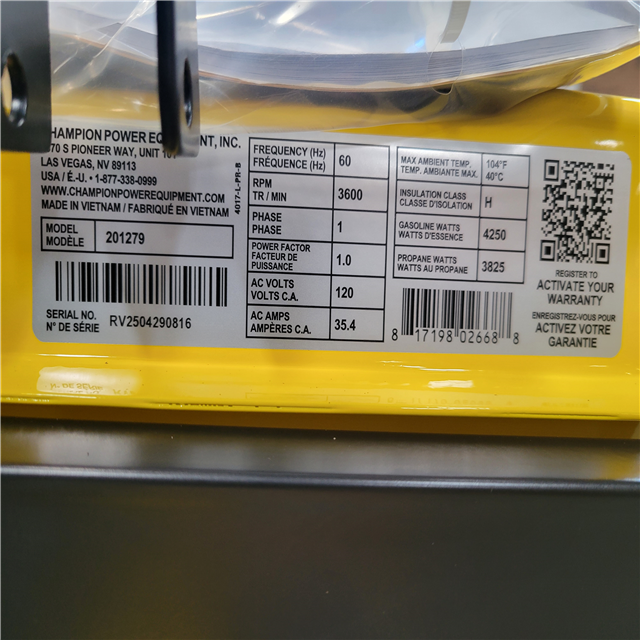 HAMPION POWER EQUIPMENT, INC.
70 S PIONEER WAY, UNIT
LAS VEGAS, NV 89113
USA / É.-U. • 1-877-338-0999
WWW.CHAMPIONPOWEREQUIPMENT.COM
MADE IN VIETNAM / FABRIQUÉ EN VIETNAM
4017-L-PR-B
MODEL
MODÈLE
201279
SERIAL NO.
N° DE SÉRIE
RV2504290816
FREQUENCY (Hz)
FRÉQUENCE (Hz)
60
RPM
TR / MIN
3600
PHASE
PHASE
1
POWER FACTOR
FACTEUR DE
PUISSANCE
1.0
AC VOLTS
VOLTS C.A.
120
AC AMPS
AMPÈRES C.A.
35.4
MAX AMBIENT TEMP.
TEMP. AMBIANTE MAX.
104°F
40°C
INSULATION CLASS
CLASSE D'ISOLATION
H
GASOLINE WATTS
WATTS D'ESSENCE
4250
PROPANE WATTS
WATTS AU PROPANE
3825
8 17198 02668 8
REGISTER TO
ACTIVATE YOUR
WARRANTY
ENREGISTREZ-VOUS POUR
ACTIVEZ VOTRE
GARANTIE